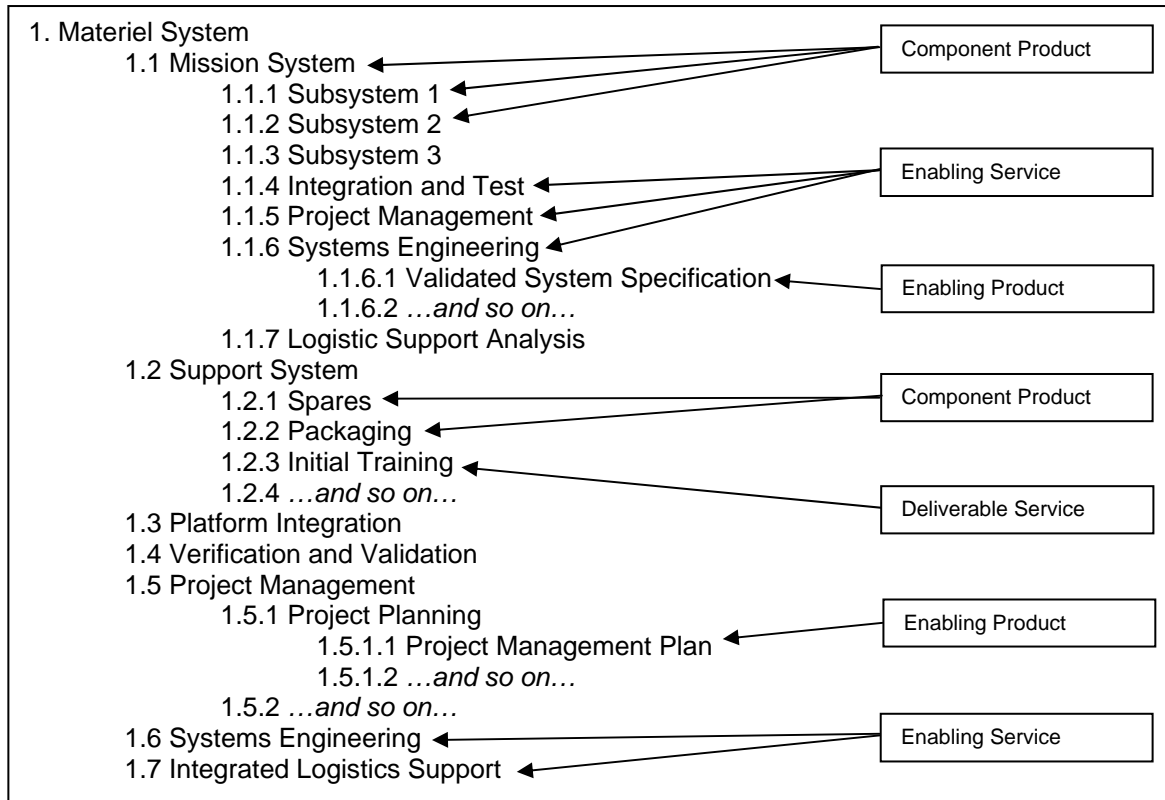 1. Materiel System
1.1 Mission System
Component Product
1.1.1 Subsystem 1
1.1.2 Subsystem 2
1.1.3 Subsystem 3
1.1.4 Integration and Test
Enabling Service
1.1.5 Project Management
1.1.6 Systems Engineering
1.1.6.1 Validated System Specification
Enabling Product
1.1.6.2 …and so on…
1.1.7 Logistic Support Analysis
1.2 Support System
1.2.1 Spares
Component Product
1.2.2 Packaging
1.2.3 Initial Training
1.2.4 …and so on…
Deliverable Service
1.3 Platform Integration
1.4 Verification and Validation
1.5 Project Management
1.5.1 Project Planning
Enabling Product
1.5.1.1 Project Management Plan
1.5.1.2 …and so on…
1.5.2 …and so on…
1.6 Systems Engineering
Enabling Service
1.7 Integrated Logistics Support